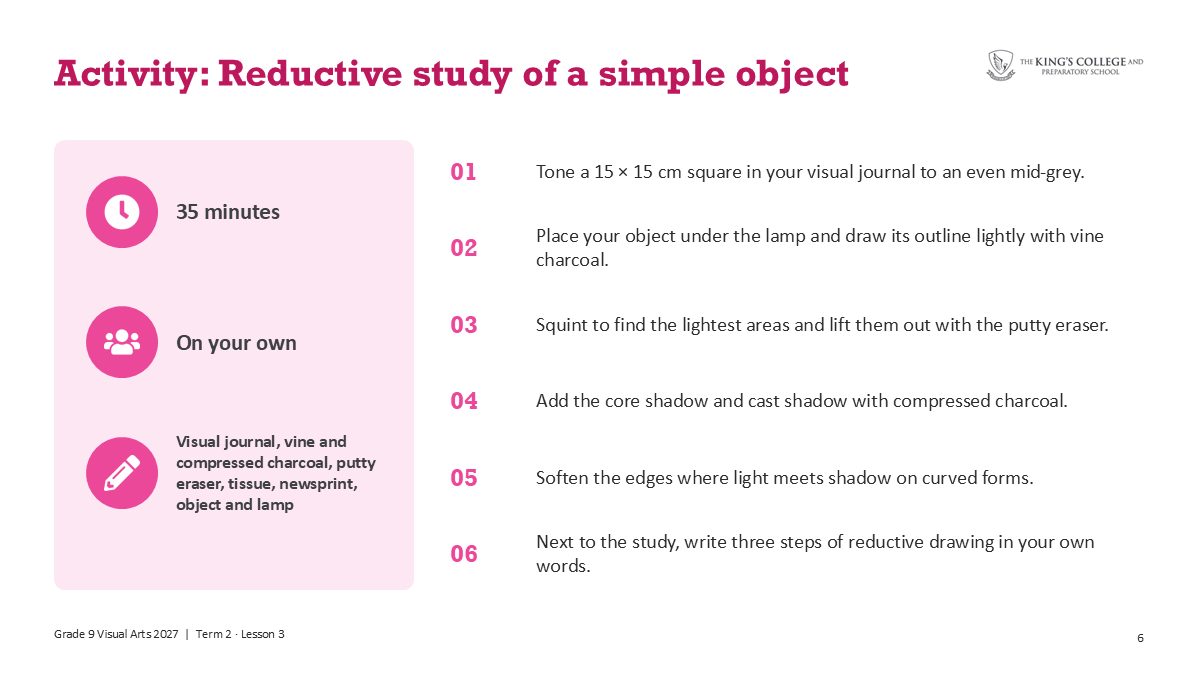 Activity: Reductive study of a simple object
THE KING'S COLLEGE AND
PREPARATORY SCHOOL
35 minutes
On your own
Visual journal, vine and
compressed charcoal, putty
eraser, tissue, newsprint,
object and lamp
01
Tone a 15 × 15 cm square in your visual journal to an even mid-grey.
02
Place your object under the lamp and draw its outline lightly with vine
charcoal.
03
Squint to find the lightest areas and lift them out with the putty eraser.
04
Add the core shadow and cast shadow with compressed charcoal.
05
Soften the edges where light meets shadow on curved forms.
06
Next to the study, write three steps of reductive drawing in your own
words.
Grade 9 Visual Arts 2027 | Term 2 · Lesson 3
6